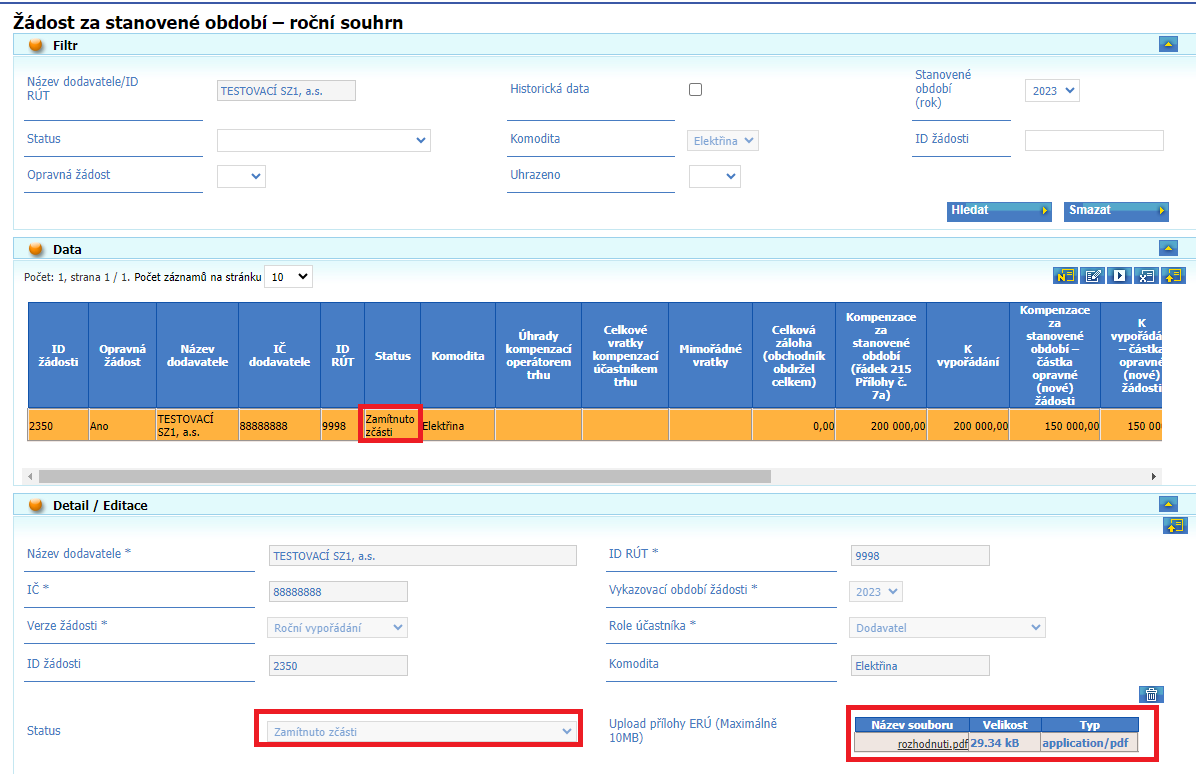 Žádost za stanovené období – roční souhrn
Filtr
Název dodavatele/ID
RÚT
TESTOVACÍ SZ1, a.s.
Historická data
Stanovené
období
(rok)
2023
Status
Komodita
Elektřina
ID žádosti
Opravná žádost
Uhrazeno
Hledat
Smazat
Data
Počet: 1, strana 1 / 1. Počet záznamů na stránku 10
ID
žádosti
Opravná
žádost
Název
dodavatele
IČ
dodavatele
ID
RÚT
Status
Komodita
Úhrady
kompenzací
operátorem
trhu
Celkové
vratky
kompenzací
účastníkem
trhu
Mimořádné
vratky
Celková
záloha
(obchodník
obdržel
celkem)
Kompenzace
za
stanovené
období
(řádek 215
Přílohy č.
7a)
K
vypořádání
Kompenzace
za
stanovené
období –
částka
opravné
(nové)
žádosti
K
vypořádá
– částka
opravné
(nové)
žádosti
2350
Ano
TESTOVACÍ
SZ1, a.s.
88888888
9998
Zamítnuto
zčásti
Elektřina
0,00
200 000,00
200 000,00
150 000,00
150 00
Detail / Editace
Název dodavatele *
TESTOVACÍ SZ1, a.s.
ID RÚT *
9998
IČ *
88888888
Vykazovací období žádosti *
2023
Verze žádosti *
Roční vypořádání
Role účastníka *
Dodavatel
ID žádosti
2350
Komodita
Elektřina
Status
Zamítnuto zčásti
Upload přílohy ERÚ (Maximálně
10MB)
Název souboru Velikost Typ
rozhodnuti.pdf 29.34 kB application/pdf